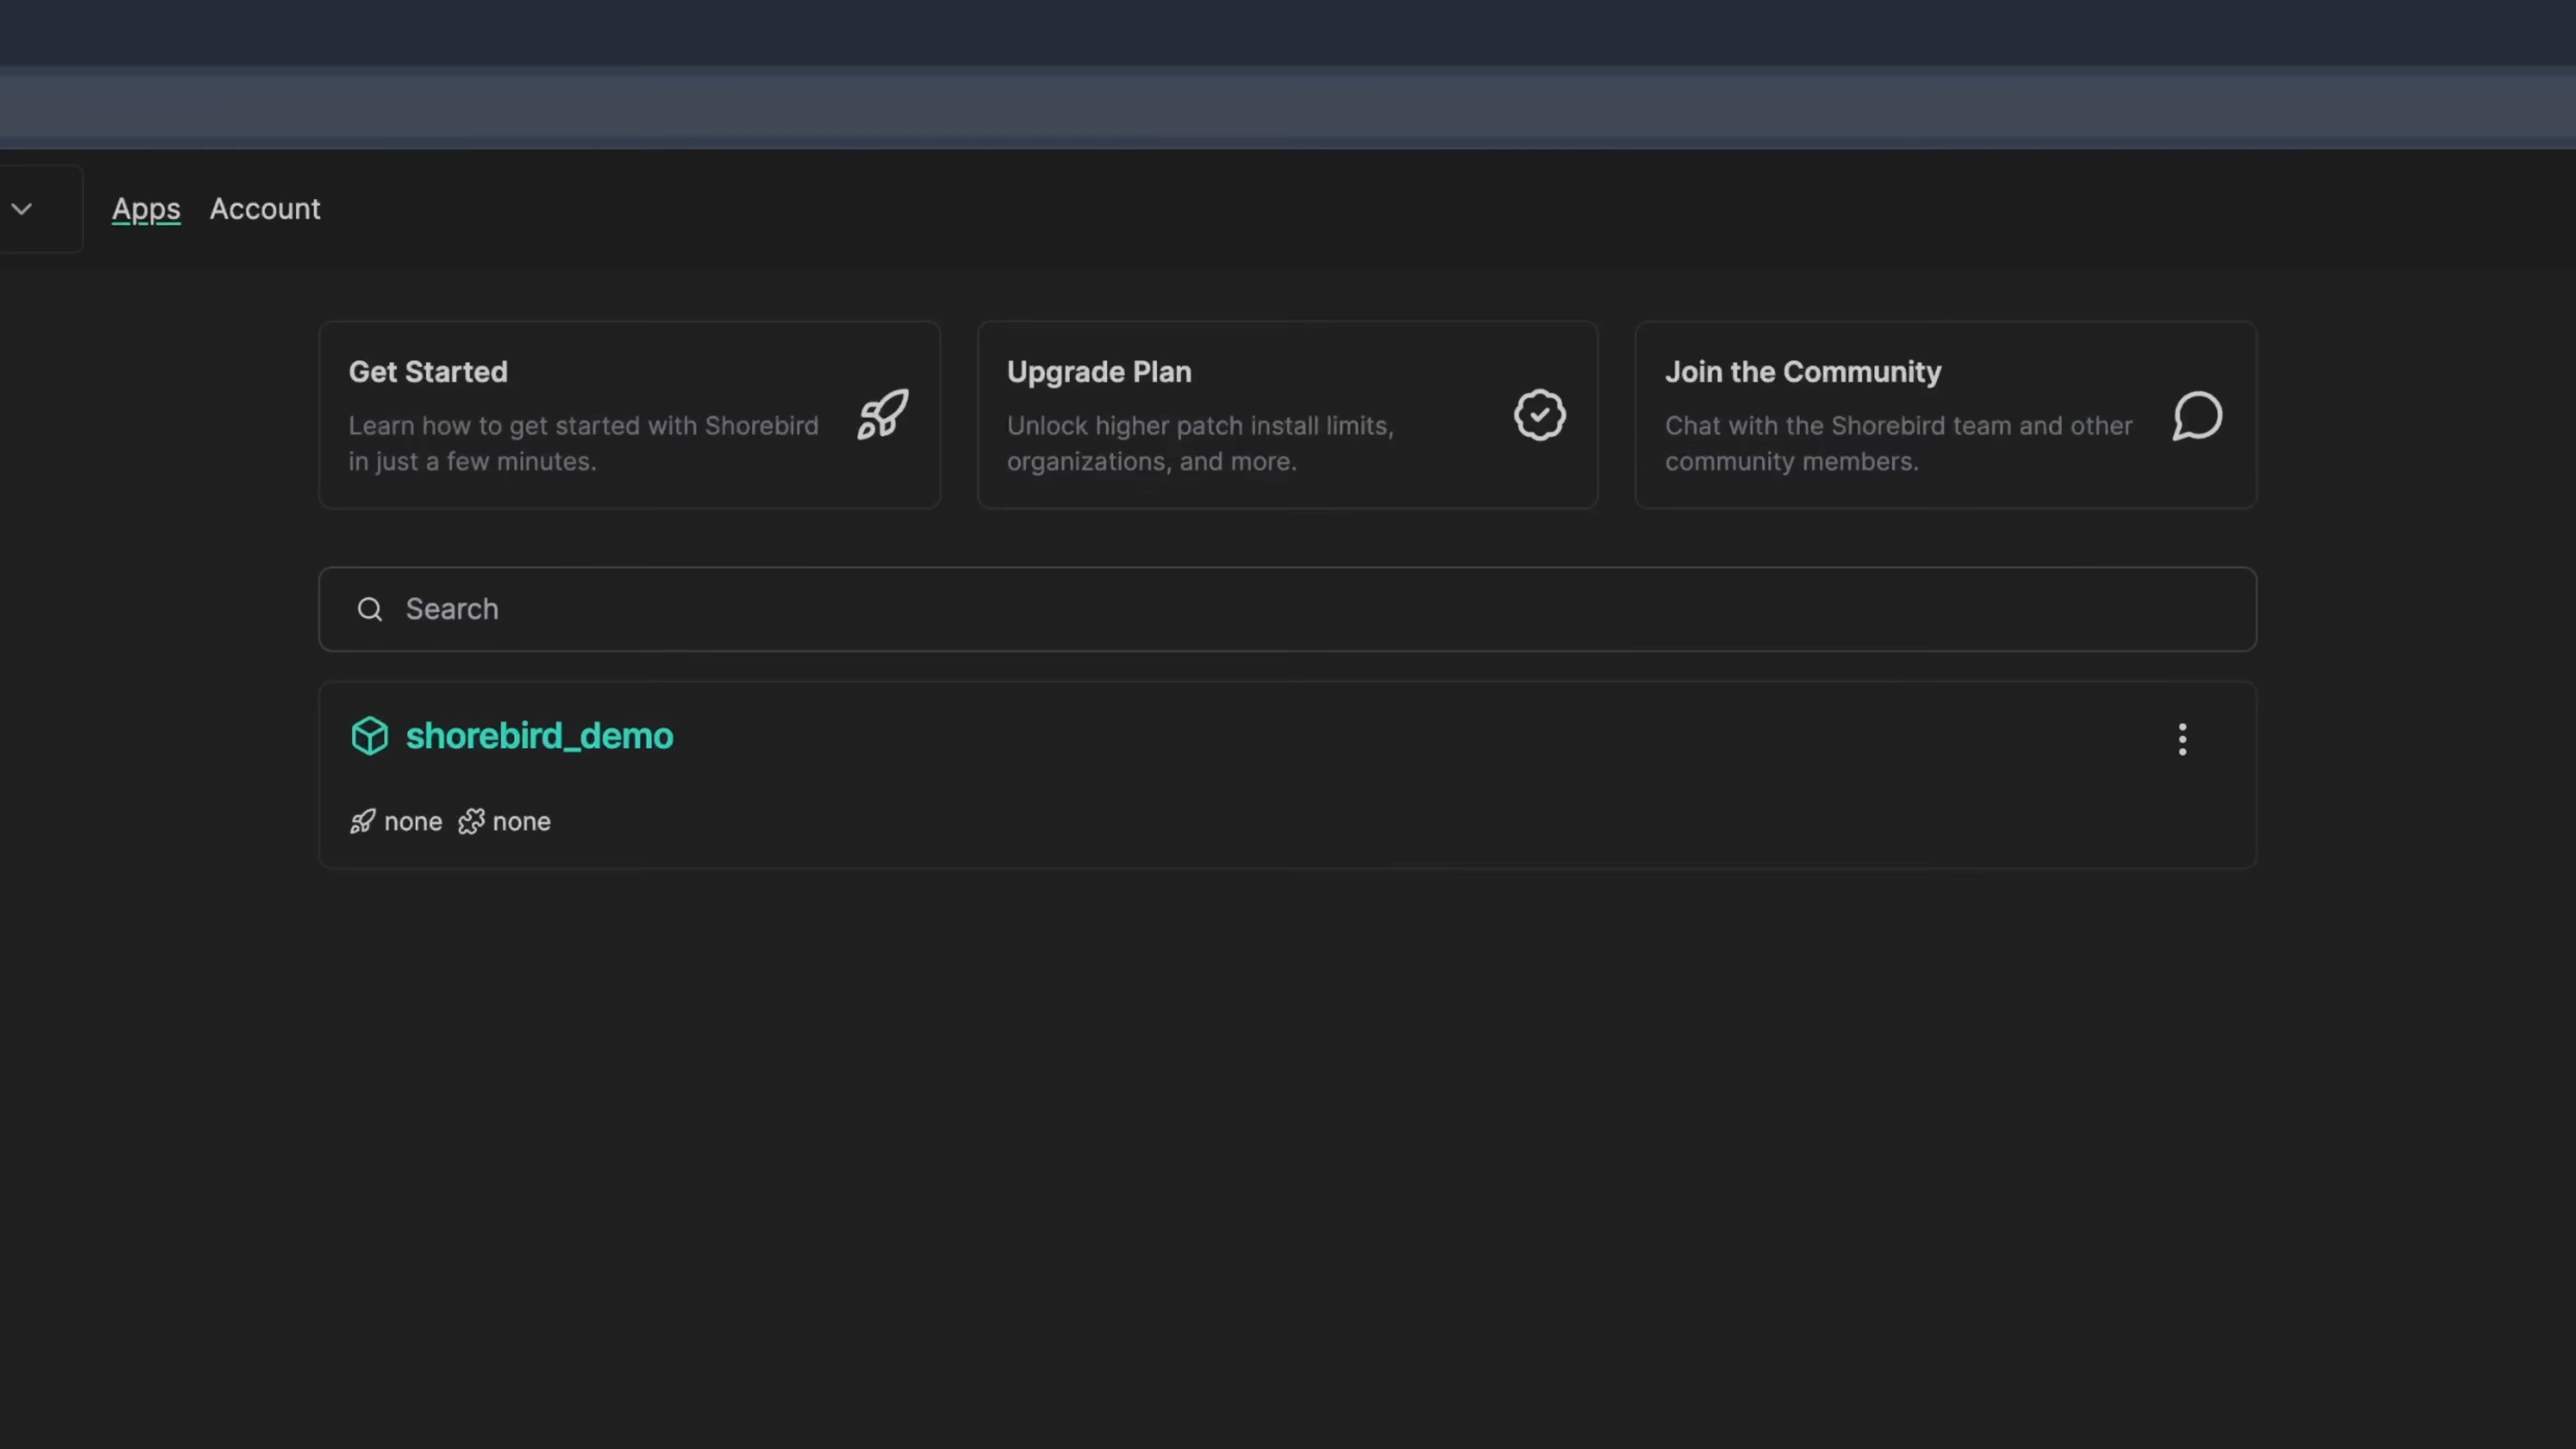 Apps Account
Get Started
Learn how to get started with Shorebird
in just a few minutes.
Upgrade Plan
Unlock higher patch install limits,
organizations, and more.
Join the Community
Chat with the Shorebird team and other
community members.
Search
shorebird_demo
none none